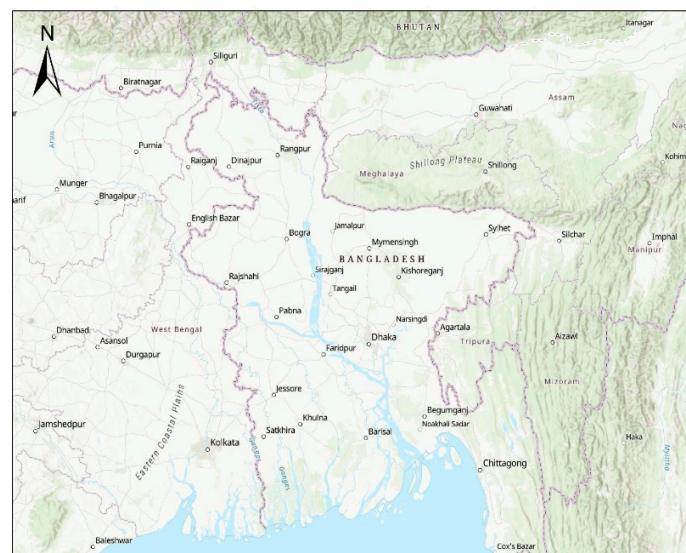 N
BHUTAN
Itanagar
Siliguri
Biratnagar
Assam
Guwahati
Purnia
Rangpur
Shillong Plateau
Raiganj
Dinajpur
Meghalaya
Shillong
Kohima
Munger
Bhagalpur
English Bazar
Jamalpur
Sylhet
Silchar
Imphal
Bogra
Mymensingh
Manipur
BANGLADESH
Sirajganj
Kishoreganj
Rajshahi
Tangail
Pabna
Narsingdi
West Bengal
Dhanbad
Agartala
Asansol
Dhaka
Tripura
Aizawl
Durgapur
Faridpur
Mizoram
Jessore
Eastern Coastal Plains
Begumganj
Khulna
Noakhali Sadar
Jamshedpur
Satkhira
Barisal
Haka
Kolkata
Ganges
Chittagong
Baleshwar
Cox's Bazar